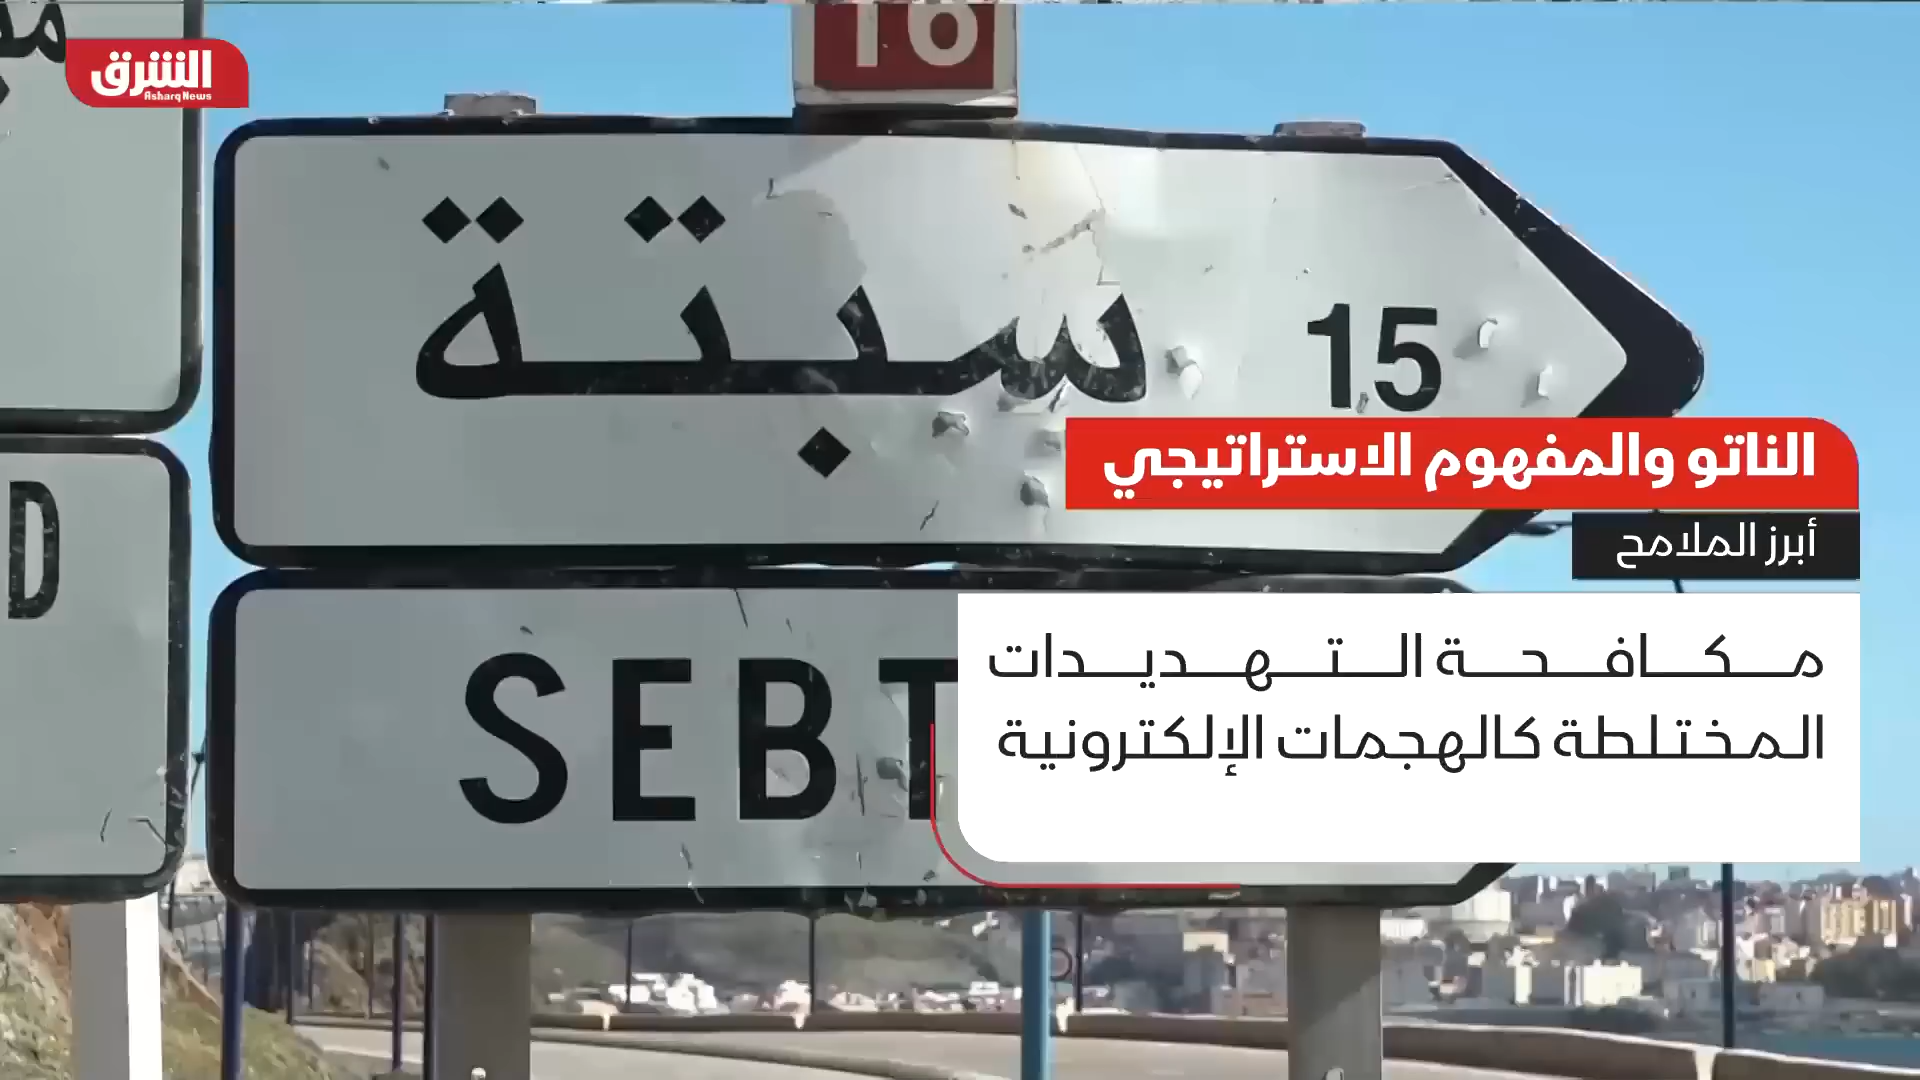 الشرق
Asharq News
16
سبتة 15
D
SEBT
الناتو والمفهوم الاستراتيجي
أبرز الملامح
مكافحة التهديدات
المختلطة كالهجمات الإلكترونية